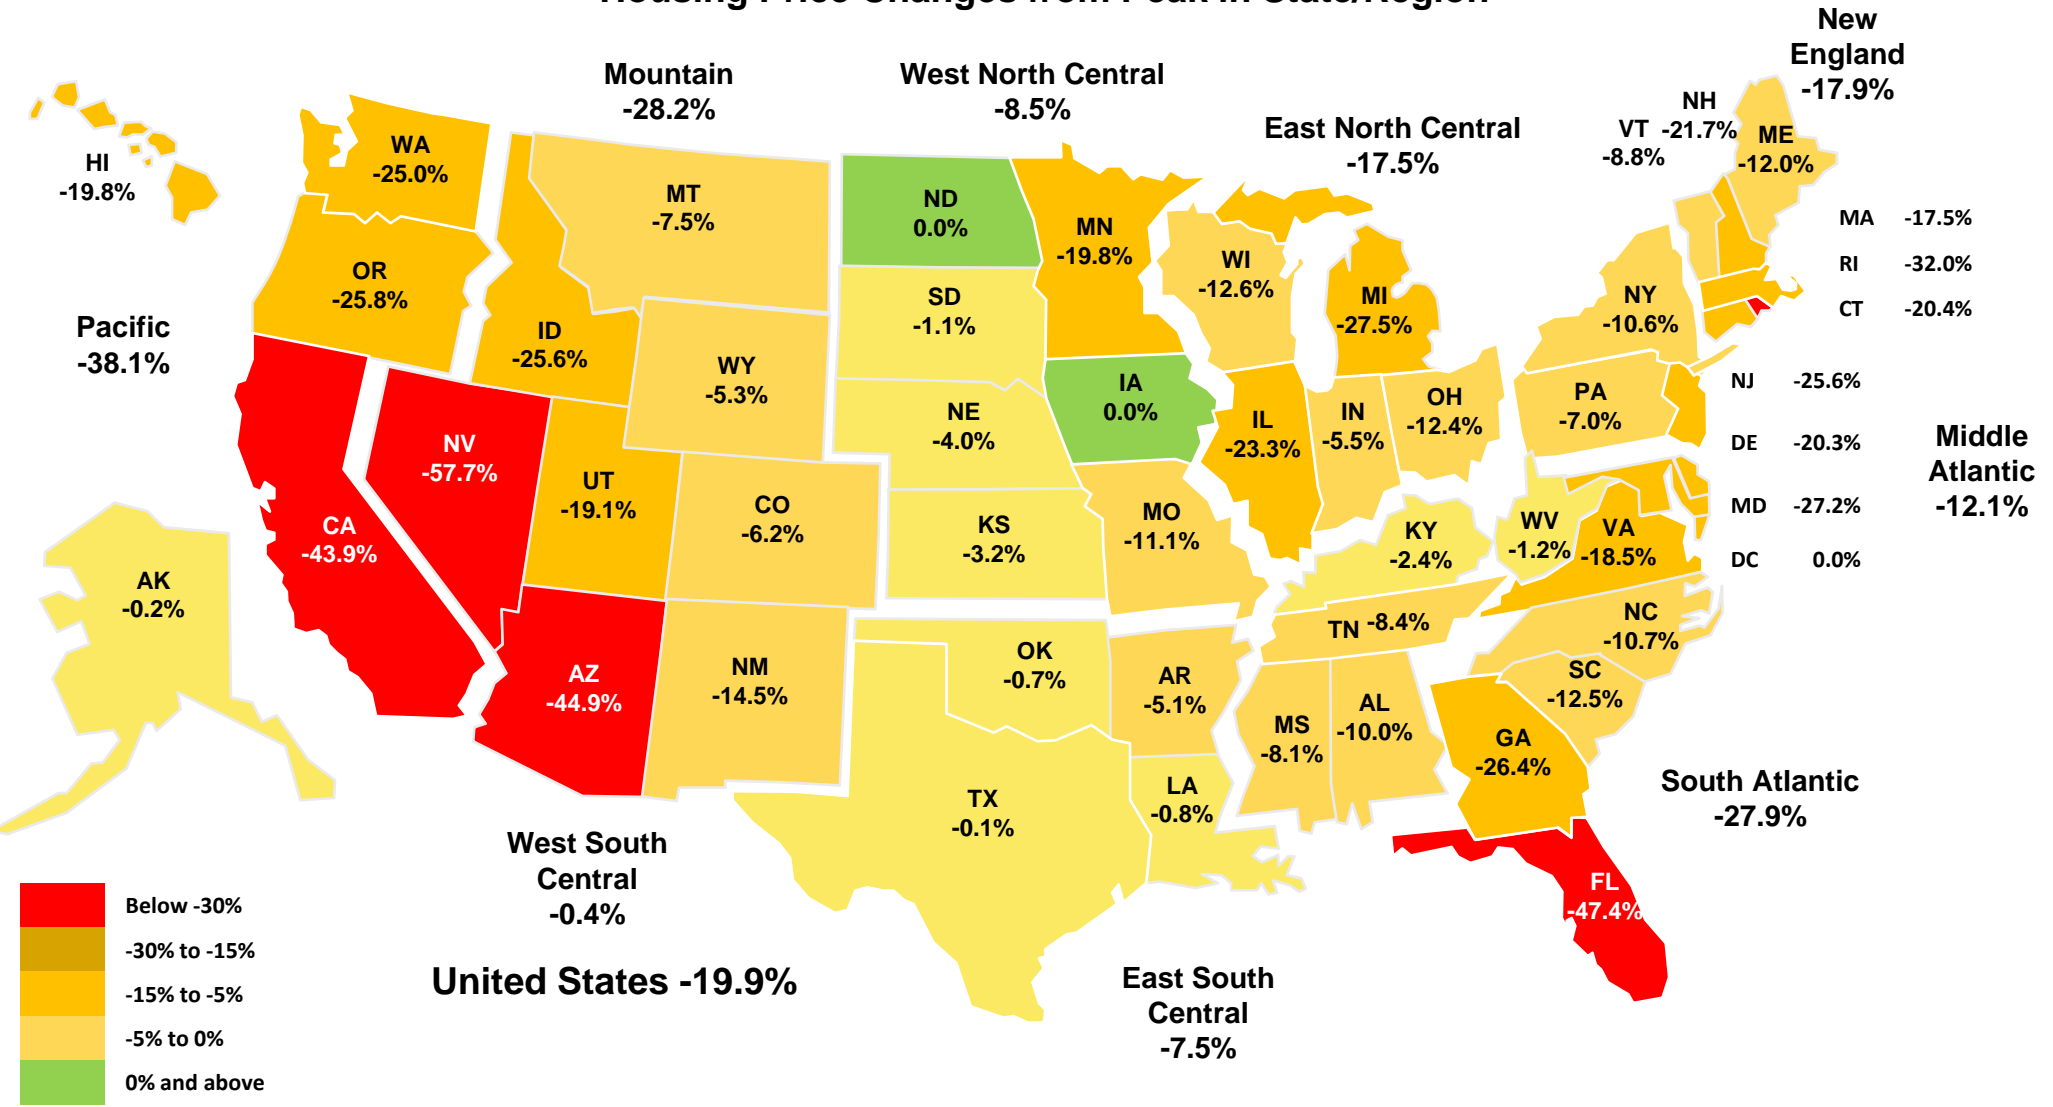 Housing Price Changes from Peak in State/Region
New
England
-17.9%
Mountain
-28.2%
West North Central
-8.5%
East North Central
-17.5%
NH
-21.7%
VT
-8.8%
ME
-12.0%
HI
-19.8%
WA
-25.0%
MT
-7.5%
ND
0.0%
MN
-19.8%
MA -17.5%
RI -32.0%
CT -20.4%
OR
-25.8%
ID
-25.6%
WY
-5.3%
SD
-1.1%
WI
-12.6%
MI
-27.5%
NY
-10.6%
Pacific
-38.1%
NE
-4.0%
IA
0.0%
IL
-23.3%
IN
-5.5%
OH
-12.4%
PA
-7.0%
NJ -25.6%
DE -20.3%
MD -27.2%
DC 0.0%
Middle
Atlantic
-12.1%
NV
-57.7%
UT
-19.1%
CO
-6.2%
KS
-3.2%
MO
-11.1%
KY
-2.4%
WV
-1.2%
VA
-18.5%
CA
-43.9%
AK
-0.2%
AZ
-44.9%
NM
-14.5%
OK
-0.7%
AR
-5.1%
TN -8.4%
NC
-10.7%
SC
-12.5%
MS
-8.1%
AL
-10.0%
GA
-26.4%
TX
-0.1%
LA
-0.8%
South Atlantic
-27.9%
FL
-47.4%
West South
Central
-0.4%
United States -19.9%
East South
Central
-7.5%
Below -30%
-30% to -15%
-15% to -5%
-5% to 0%
0% and above